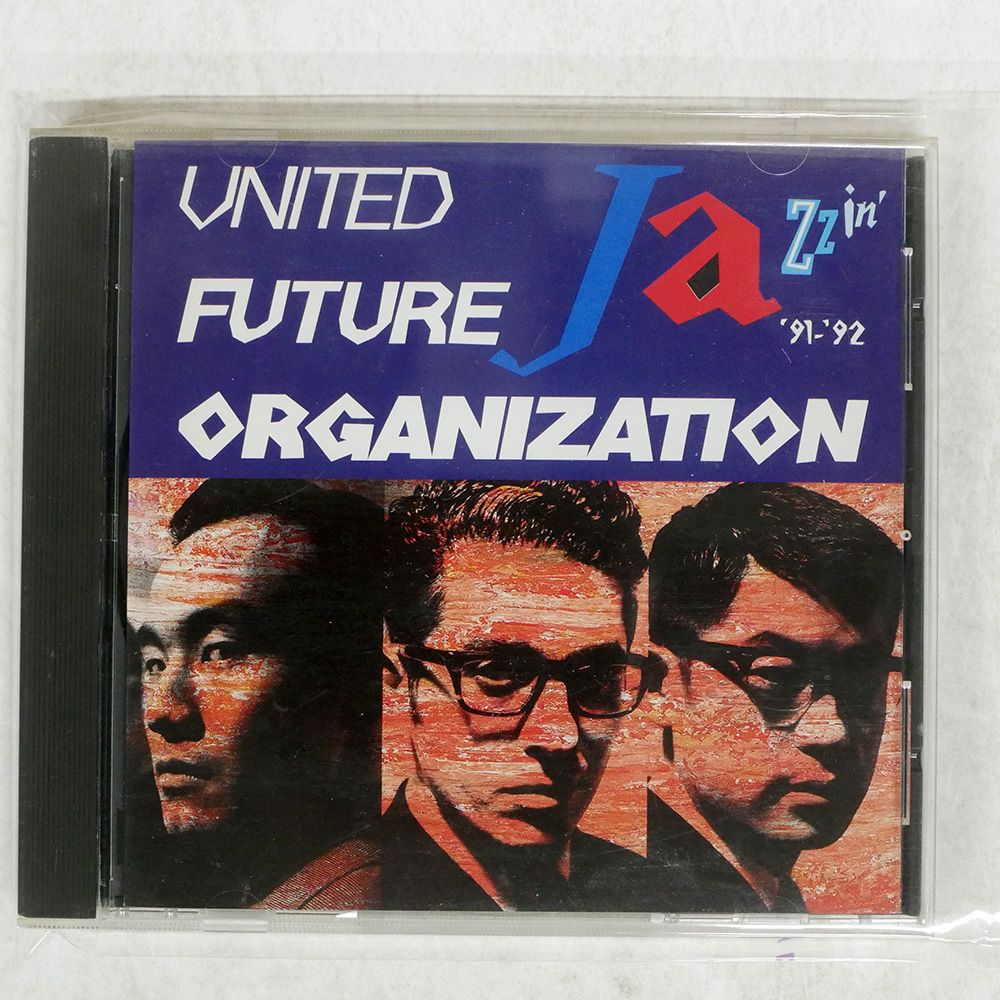 UNITED
FUTURE
ORGANIZATION
Jazzin'
'91-'92